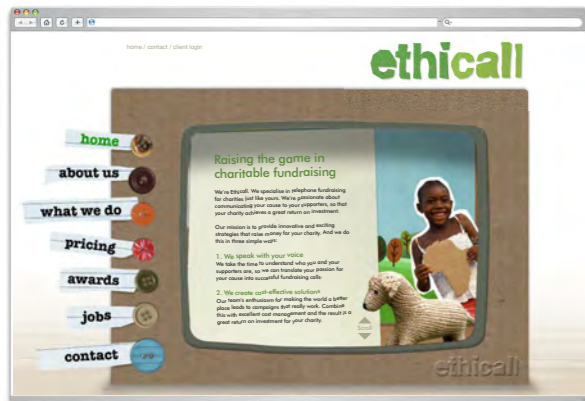 home / contact / client login
ethicall
home
about us
what we do
pricing
awards
jobs
contact
Raising the game in
charitable fundraising
We're Ethicall. We specialise in telephone fundraising
for charities just like yours. We're passionate about
communicating your cause to your supporters, so that
your charity achieves a great return on investment.
Our mission is to provide innovative and exciting
strategies that raise money for your charity. And we do
this in three simple ways:
1. We speak with your voice
We take the time to understand who you and your
supporters are, so we can translate your passion for
your cause into successful fundraising calls.
2. We create cost-effective solutions
Our team's enthusiasm for making the world a better
place leads to campaigns that really work. Combine
this with excellent cost management and the result is a
great return on investment for your charity.
Scroll
ethicall